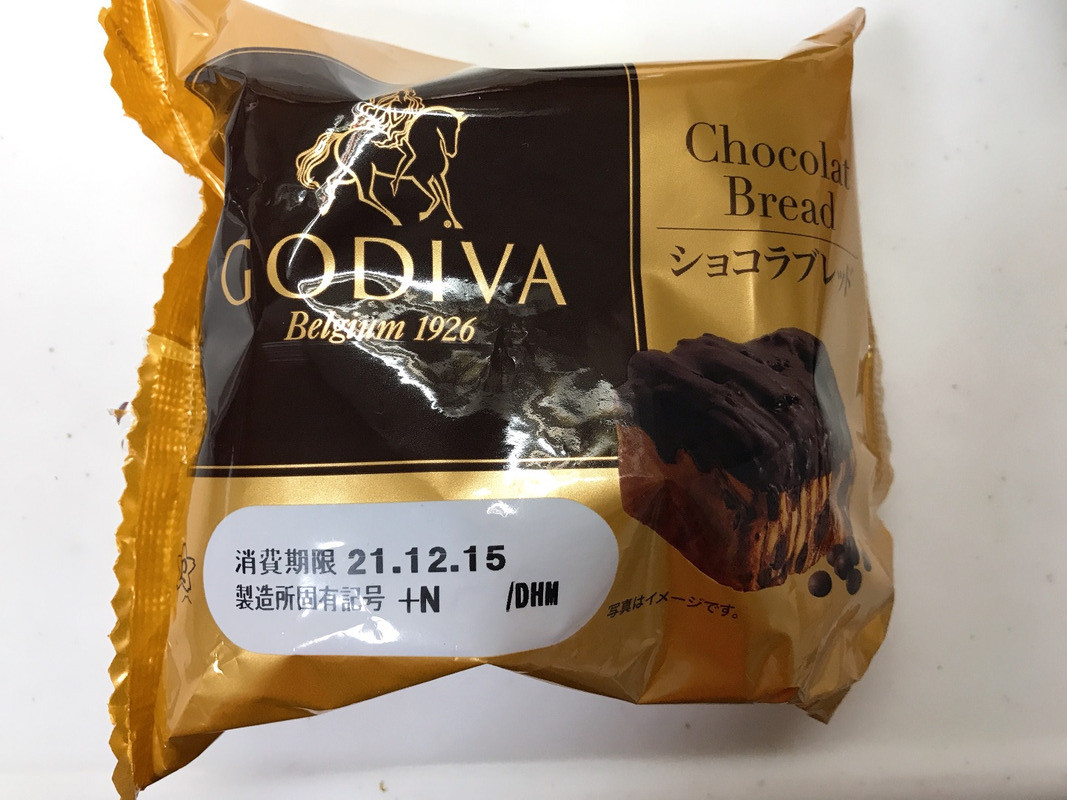 GODIVA
Belgium 1926
Chocolat
Bread
ショコラブレッド
消費期限 21.12.15
製造所固有記号 +N /DHM
写真はイメージです。